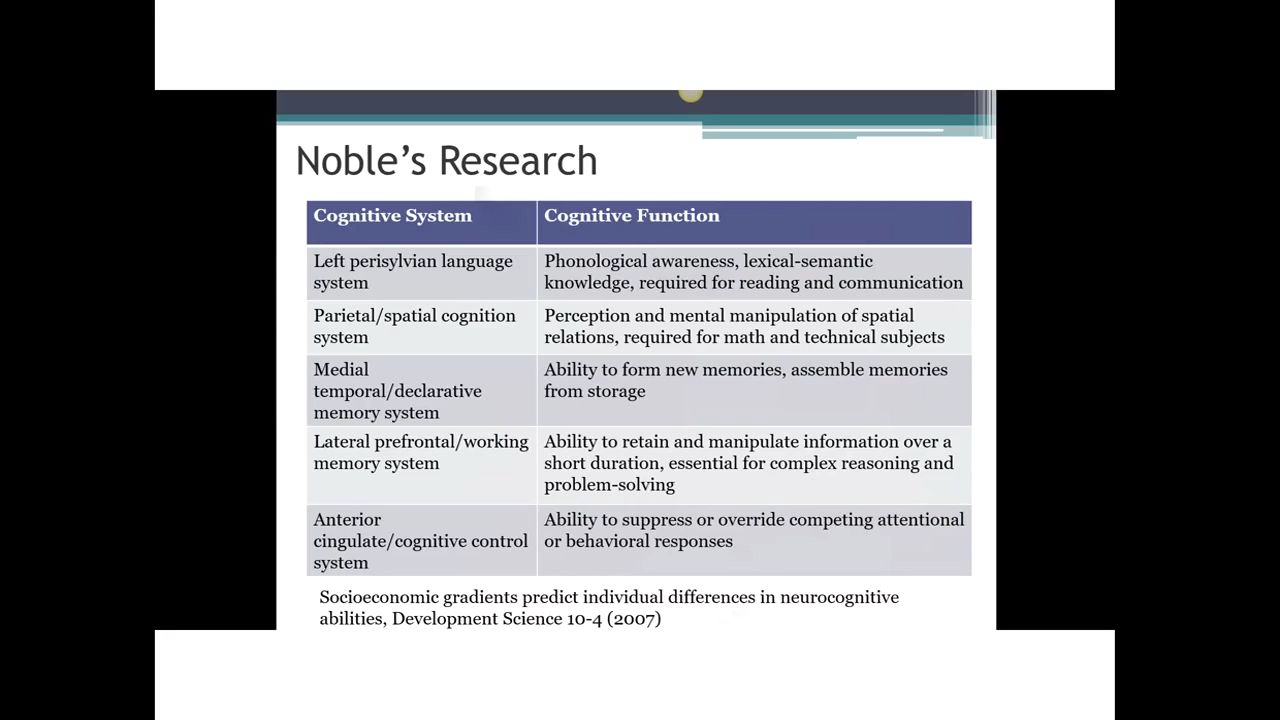 Noble’s Research
Cognitive System
Cognitive Function
Left perisylvian language
system
Phonological awareness, lexical-semantic
knowledge, required for reading and communication
Parietal/spatial cognition
system
Perception and mental manipulation of spatial
relations, required for math and technical subjects
Medial
temporal/declarative
memory system
Ability to form new memories, assemble memories
from storage
Lateral prefrontal/working
memory system
Ability to retain and manipulate information over a
short duration, essential for complex reasoning and
problem-solving
Anterior
cingulate/cognitive control
system
Ability to suppress or override competing attentional
or behavioral responses
Socioeconomic gradients predict individual differences in neurocognitive
abilities, Development Science 10-4 (2007)